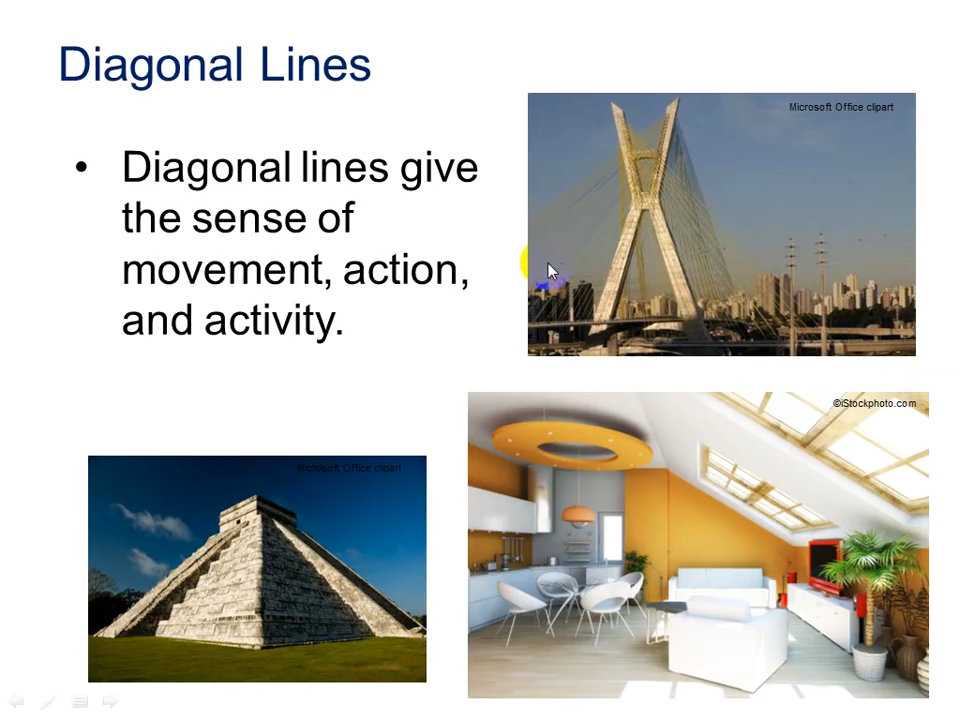 Diagonal Lines
Microsoft Office clipart
• Diagonal lines give
the sense of
movement, action,
and activity.
©iStockphoto.com
Microsoft Office clipart